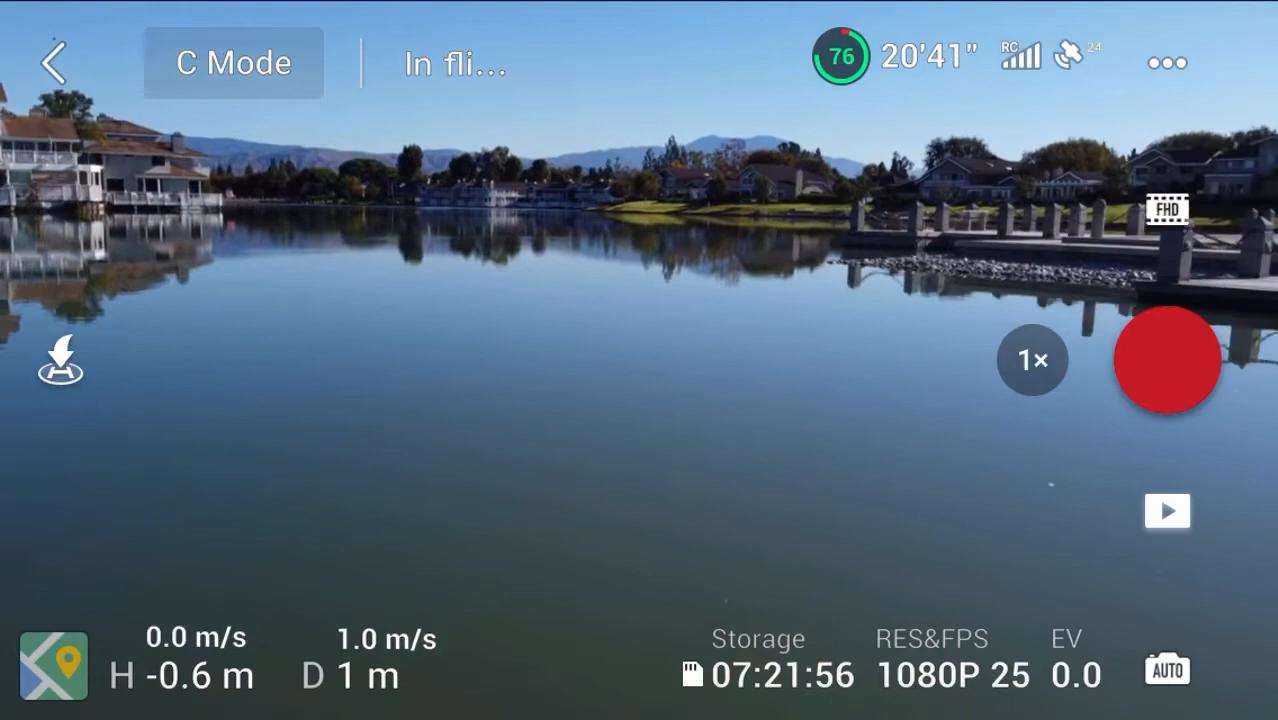 C Mode
In fli...
76
20'41"
RC
24
FHD
1×
0.0 m/s
1.0 m/s
H -0.6 m
D 1 m
Storage
07:21:56
RES&FPS
1080P 25
EV
0.0
AUTO